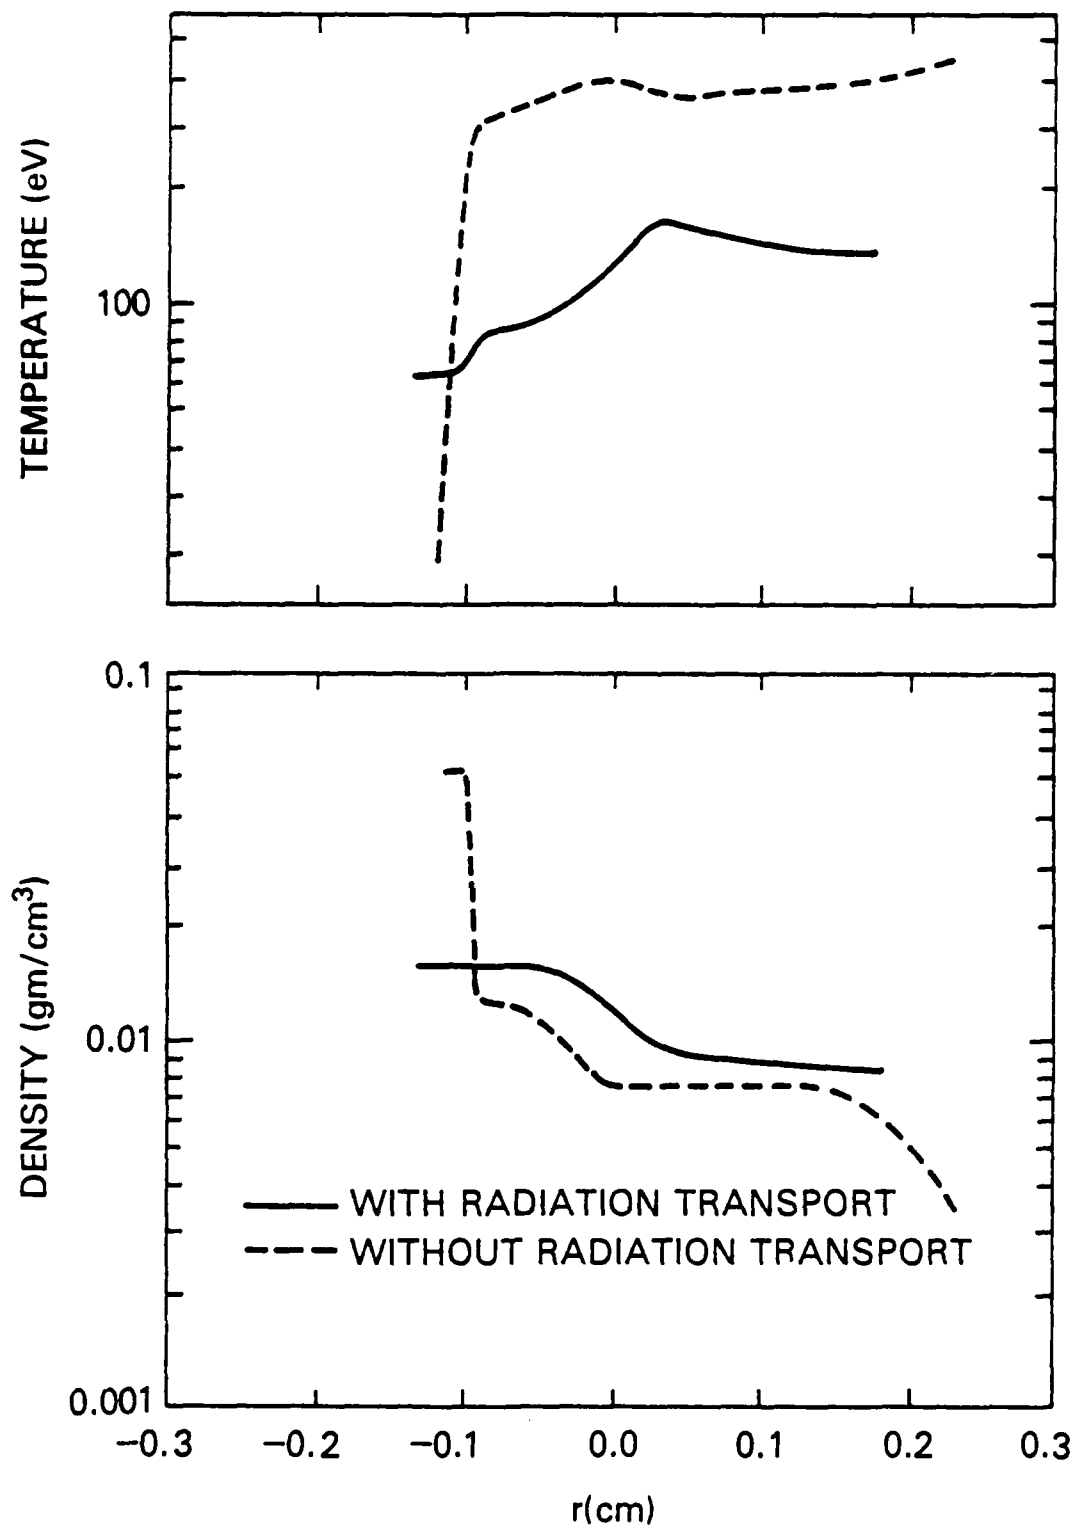 TEMPERATURE (eV)
100
DENSITY (gm/cm³)
0.1
0.01
0.001
WITH RADIATION TRANSPORT
WITHOUT RADIATION TRANSPORT
−0.3 −0.2 −0.1 0.0 0.1 0.2 0.3
r(cm)